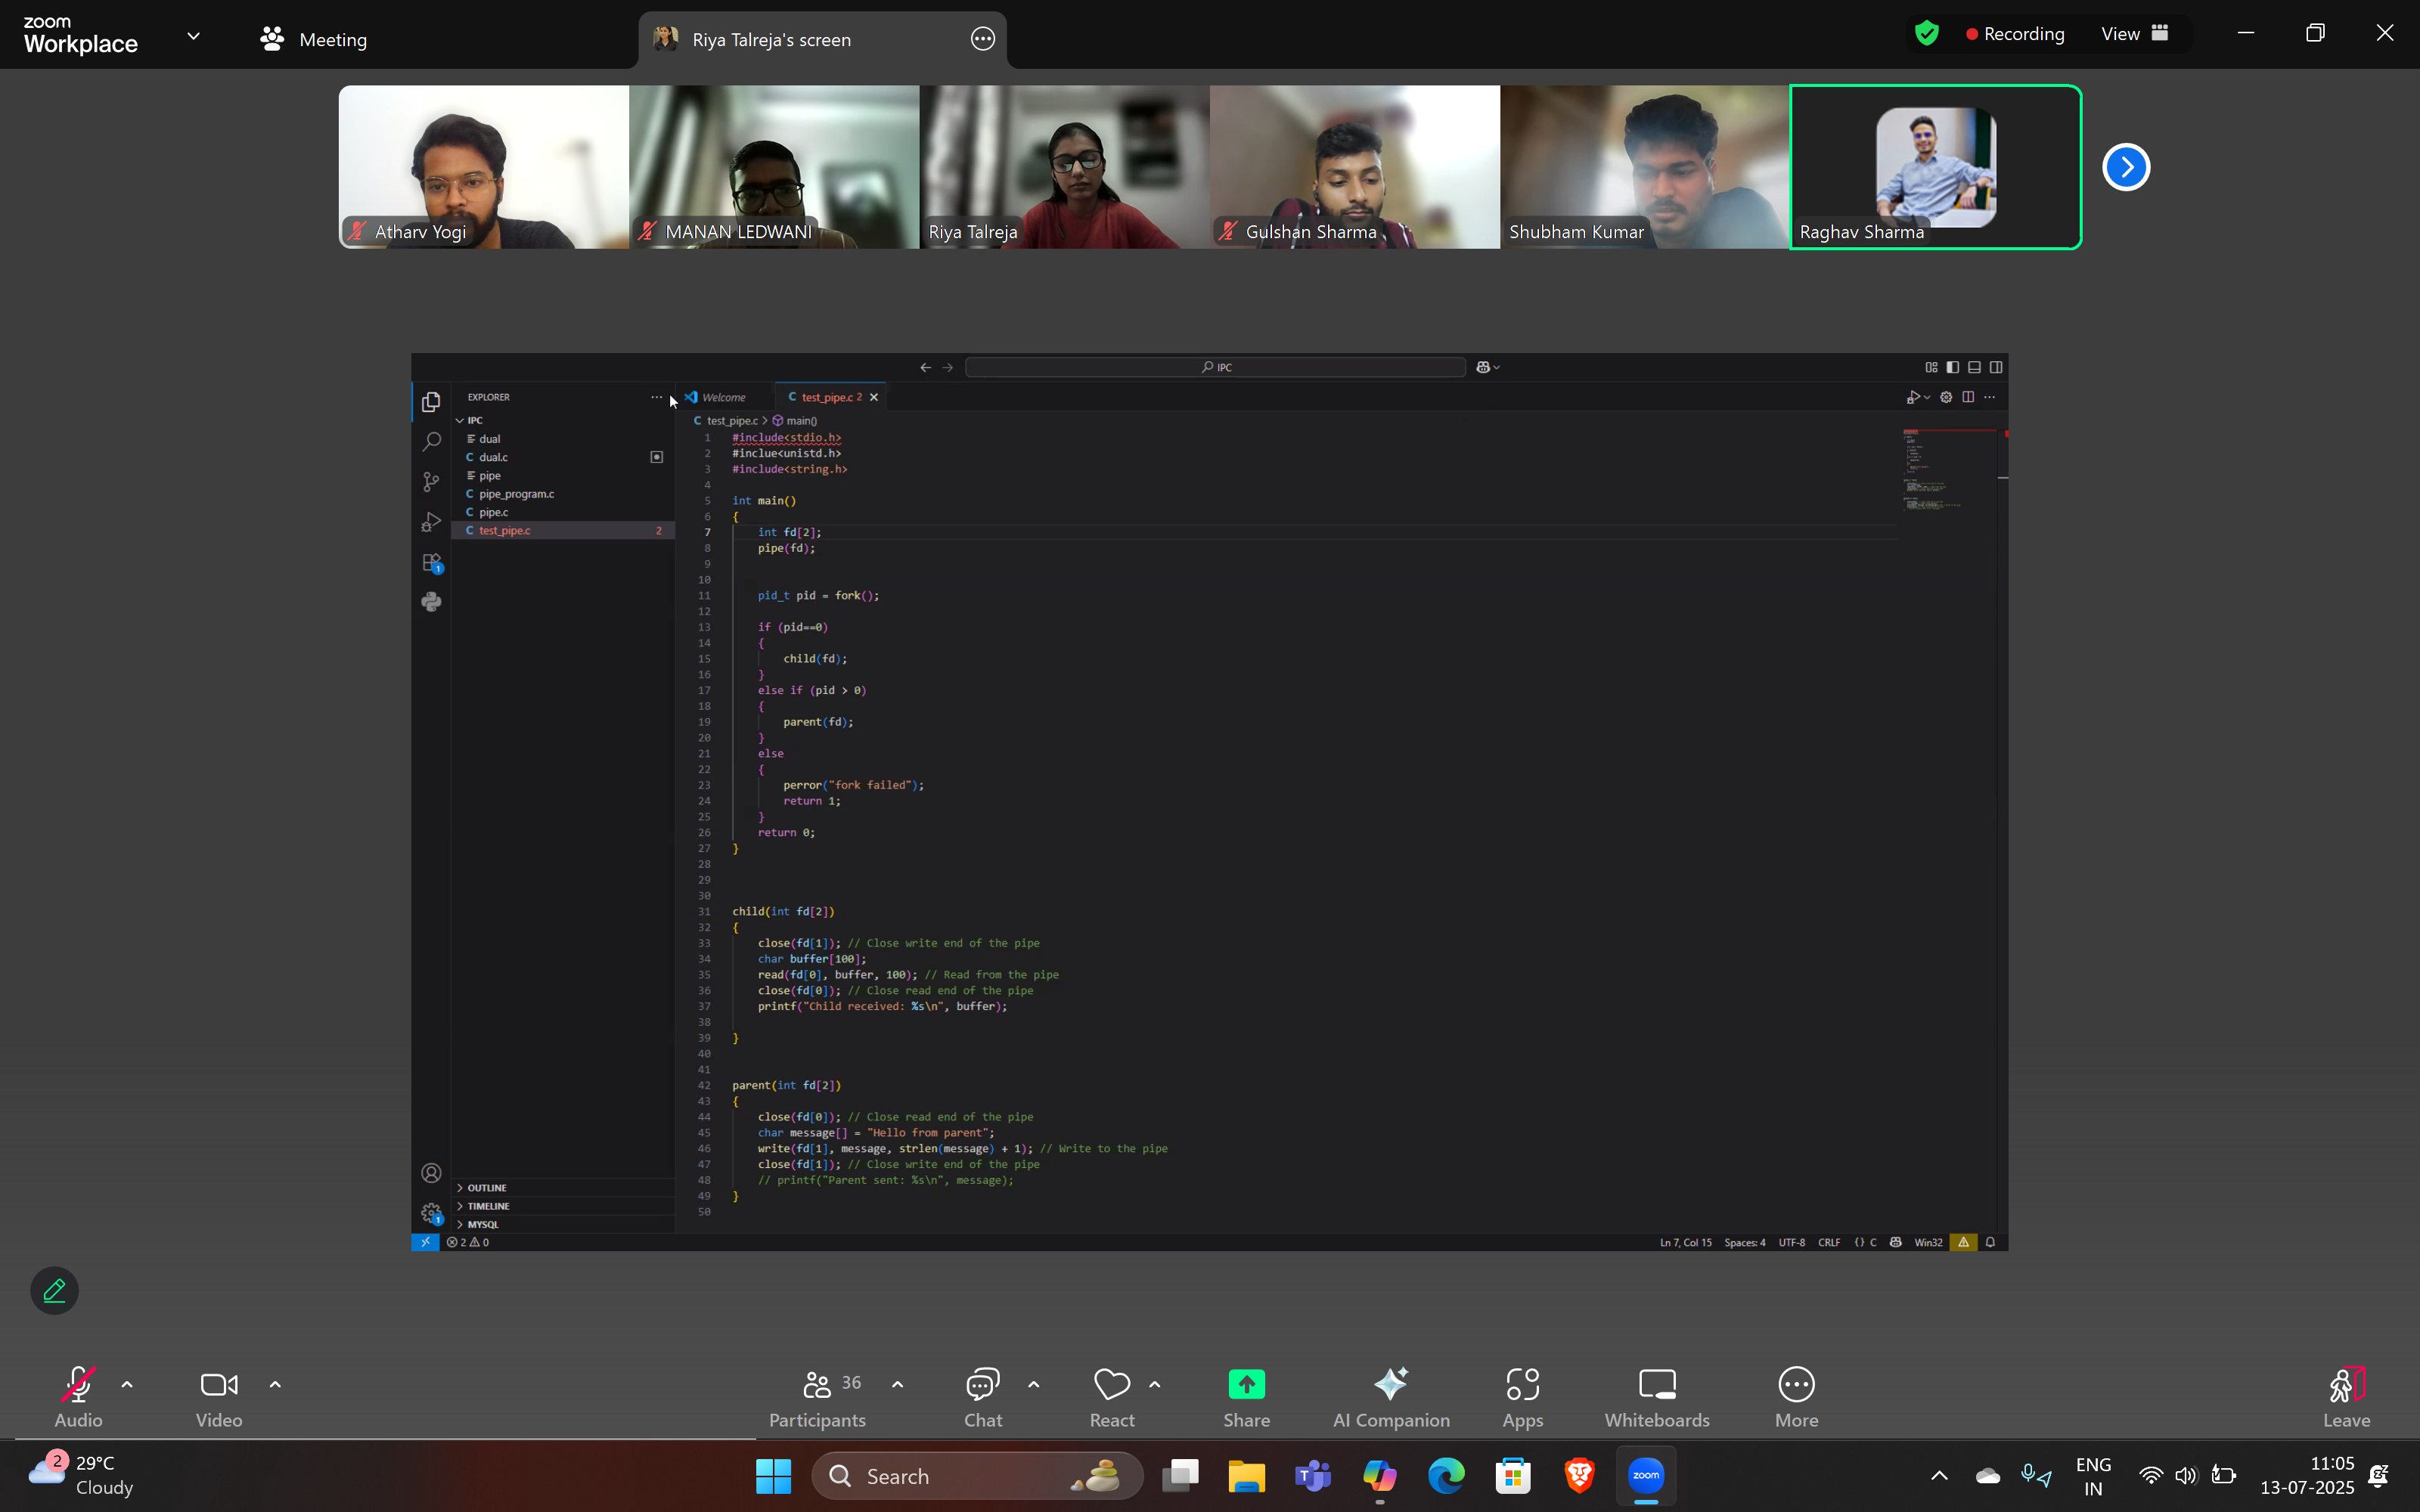 zoom
Workplace
Meeting
Riya Talreja's screen
Recording
View
Atharv Yogi
MANAN LEDWANI
Riya Talreja
Gulshan Sharma
Shubham Kumar
Raghav Sharma
IPC
EXPLORER
Welcome
C test_pipe.c 2
IPC
dual
C dual.c
pipe
C pipe_program.c
C pipe.c
C test_pipe.c 2
1
C test_pipe.c > main()
1 #include<stdio.h>
2 #inclue<unistd.h>
3 #include<string.h>
4
5 int main()
6 {
7 int fd[2];
8 pipe(fd);
9
10
11 pid_t pid = fork();
12
13 if (pid==0)
14 {
15 child(fd);
16 }
17 else if (pid > 0)
18 {
19 parent(fd);
20 }
21 else
22 {
23 perror("fork failed");
24 return 1;
25 }
26 return 0;
27 }
28
29
30
31 child(int fd[2])
32 {
33 close(fd[1]); // Close write end of the pipe
34 char buffer[100];
35 read(fd[0], buffer, 100); // Read from the pipe
36 close(fd[0]); // Close read end of the pipe
37 printf("Child received: %s\n", buffer);
38
39 }
40
41
42 parent(int fd[2])
43 {
44 close(fd[0]); // Close read end of the pipe
45 char message[] = "Hello from parent";
46 write(fd[1], message, strlen(message) + 1); // Write to the pipe
47 close(fd[1]); // Close write end of the pipe
48 // printf("Parent sent: %s\n", message);
49 }
50
OUTLINE
TIMELINE
MYSQL
1
2 0
Ln 7, Col 15 Spaces: 4 UTF-8 CRLF {} C Win32
Audio
Video
36
Participants
Chat
React
Share
AI Companion
Apps
Whiteboards
More
Leave
2
29°C
Cloudy
Search
zoom
ENG
IN
11:05
13-07-2025